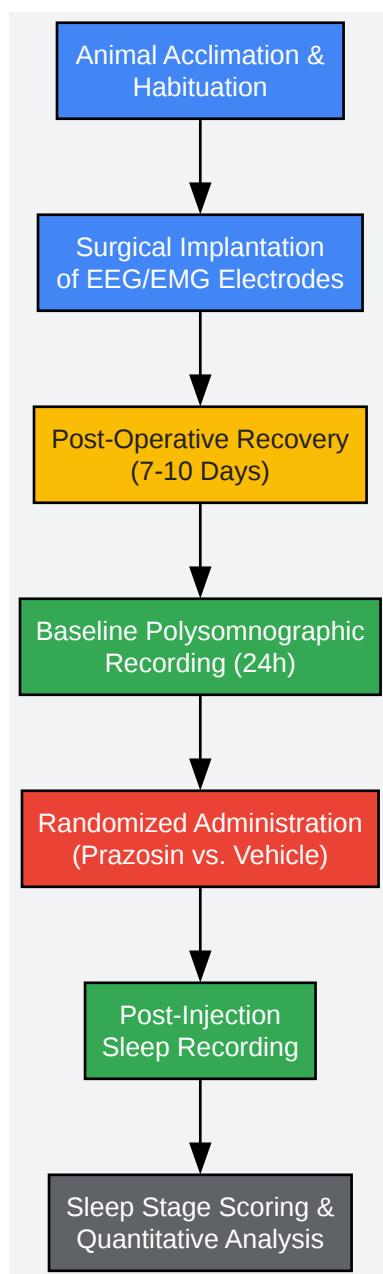 Animal Acclimation &
Habituation
Surgical Implantation
of EEG/EMG Electrodes
Post-Operative Recovery
(7-10 Days)
Baseline Polysomnographic
Recording (24h)
Randomized Administration
(Prazosin vs. Vehicle)
Post-Injection
Sleep Recording
Sleep Stage Scoring &
Quantitative Analysis